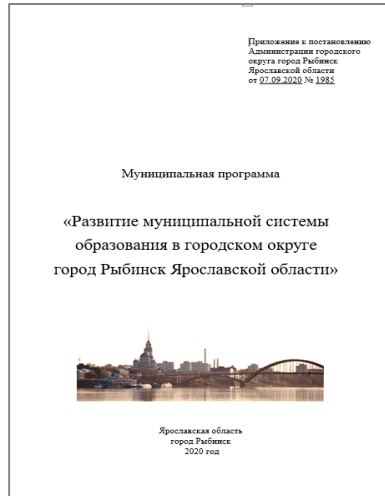 Приложение к постановлению
Администрации городского
округа город Рыбинск
Ярославской области
от 07.09.2020 № 1985
Муниципальная программа
«Развитие муниципальной системы
образования в городском округе
город Рыбинск Ярославской области»
Ярославская область
город Рыбинск
2020 год